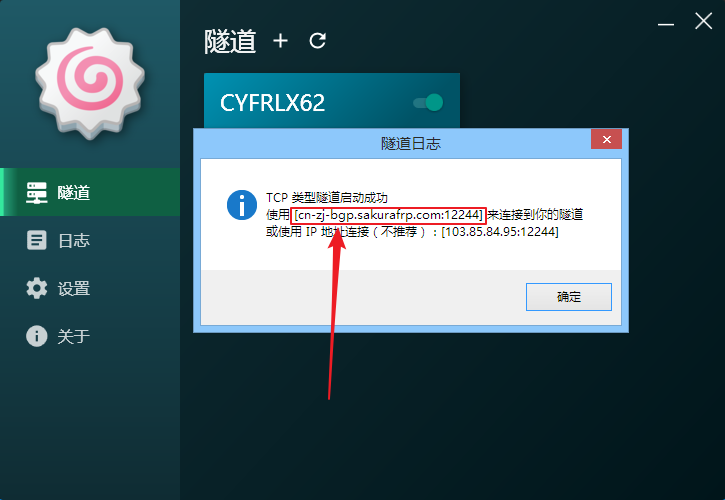 隧道
CYFRLX62
隧道
日志
设置
关于
隧道日志
TCP 类型隧道启动成功
使用 [cn-zj-bgp.sakurafrp.com:12244] 来连接到你的隧道
或使用 IP 地址连接（不推荐）：[103.85.84.95:12244]
确定